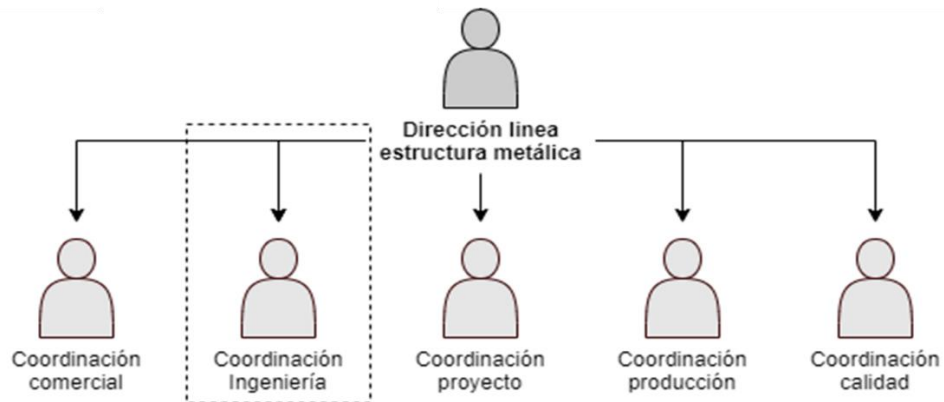 Dirección linea
estructura metálica
Coordinación
comercial
Coordinación
Ingeniería
Coordinación
proyecto
Coordinación
producción
Coordinación
calidad